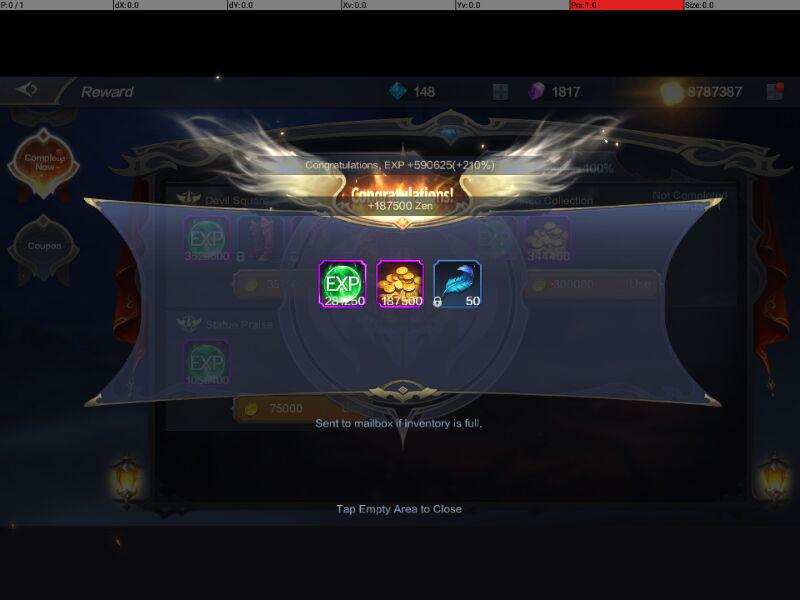 P: 0 / 1 dX: 0.0 dY: 0.0 Xv: 0.0 Yv: 0.0 Prs: 1.0 Size: 0.0
Reward 148 1817 8787387
Complete Now
Congratulations, EXP +590625(+210%)
100%
Congratulations!
+187500 Zen
Devil Square
Collection
Not Completed
Coupon
EXP
EXP
344400
EXP
281250
187500
50
300000
Use
Statue Praise
EXP
75000
Sent to mailbox if inventory is full.
Tap Empty Area to Close